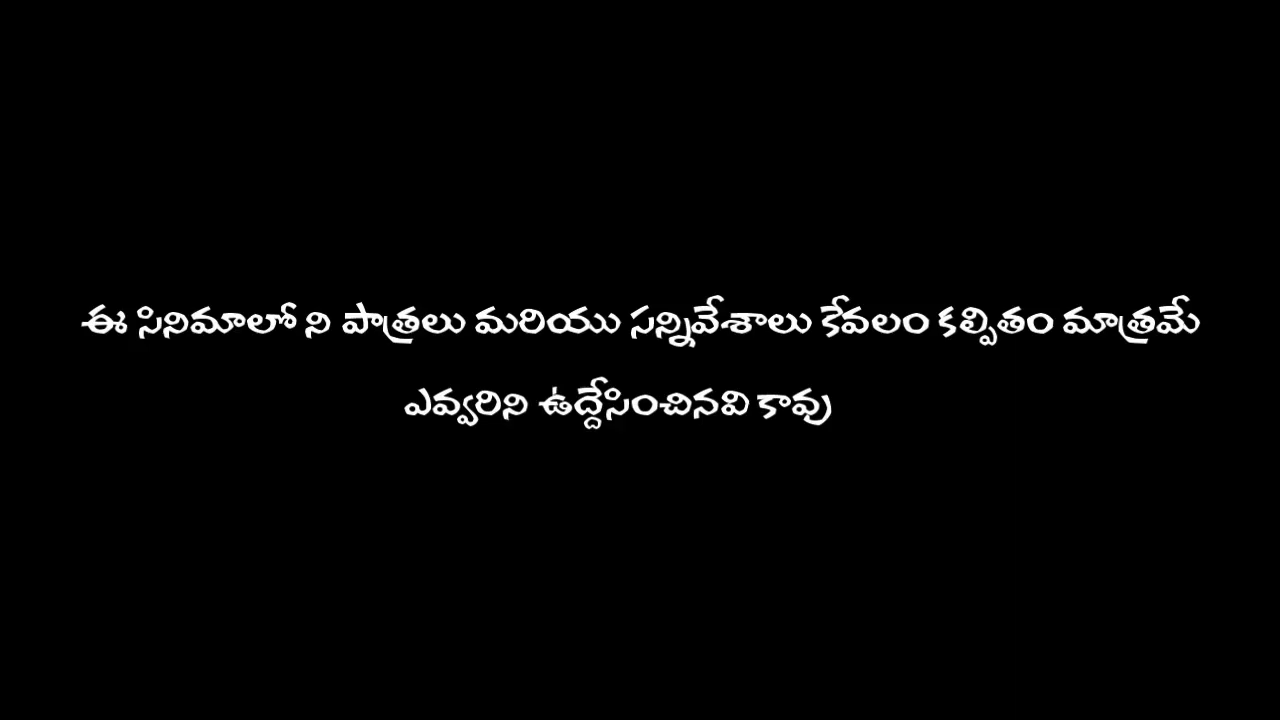 ఈ సినిమాలో ని పాత్రలు మరియు సన్నివేశాలు కేవలం కల్పితం మాత్రమే
ఎవ్వరిని ఉద్దేసించినవి కావు